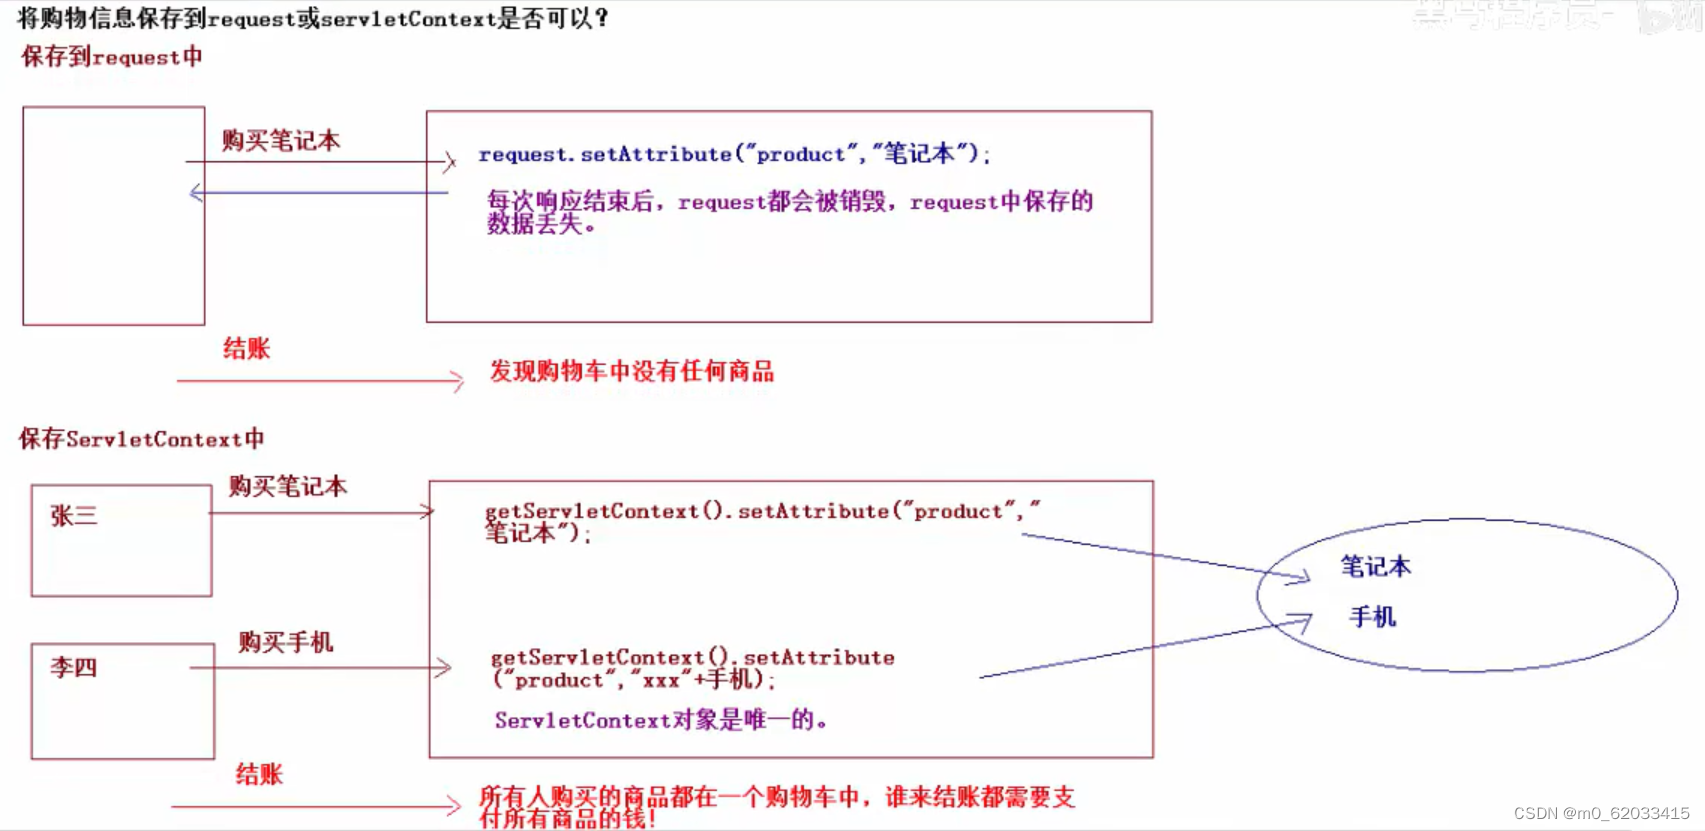 将购物信息保存到request或servletContext是否可以?
保存到request中
购买笔记本
request.setAttribute("product","笔记本");
每次响应结束后，request都会被销毁，request中保存的
数据丢失。
结账
发现购物车中没有任何商品
保存ServletContext中
张三
购买笔记本
getServletContext().setAttribute("product","
笔记本");
笔记本
手机
李四
购买手机
getServletContext().setAttribute
("product","xxx"+手机);
ServletContext对象是唯一的。
结账
所有人购买的商品都在一个购物车中，谁来结账都需要支
付所有商品的钱!
CSDN @m0_62033415